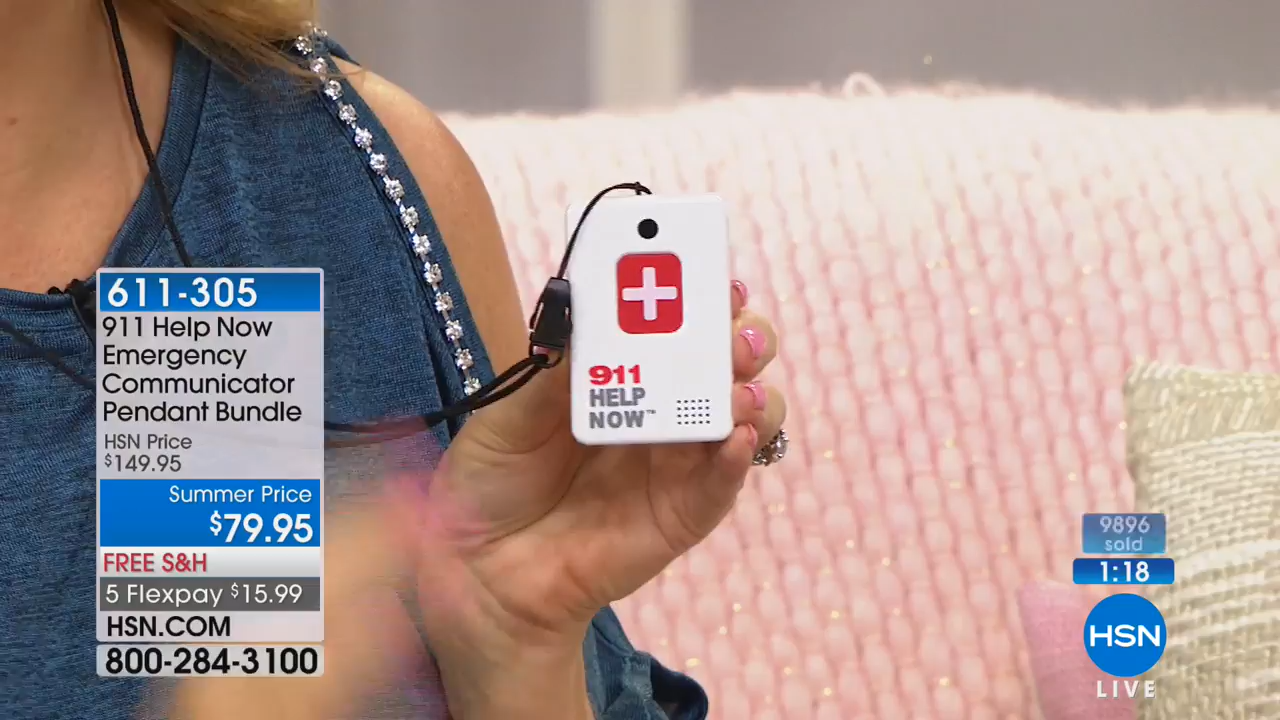 611-305
911 Help Now
Emergency
Communicator
Pendant Bundle
HSN Price
$149.95
Summer Price
$79.95
FREE S&H
5 Flexpay $15.99
HSN.COM
800-284-3100
911
HELP
NOW™
9896
sold
1:18
HSN
LIVE